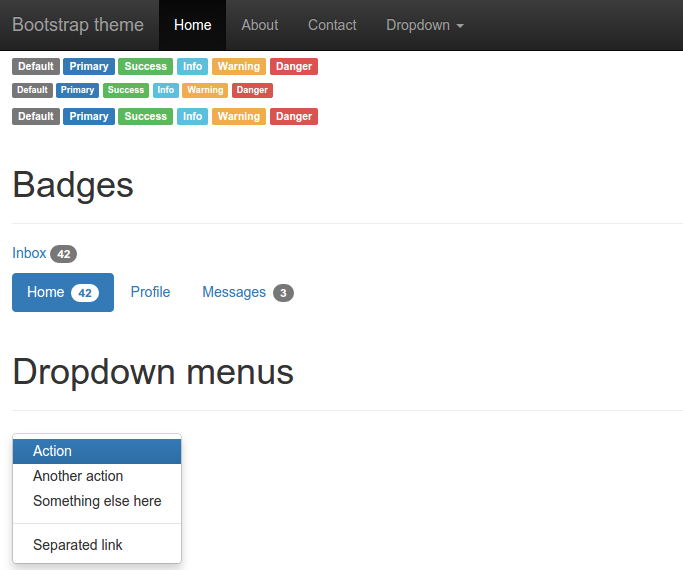 Bootstrap theme Home About Contact Dropdown
Default Primary Success Info Warning Danger
Default Primary Success Info Warning Danger
Default Primary Success Info Warning Danger
Badges
Inbox 42
Home 42 Profile Messages 3
Dropdown menus
Action
Another action
Something else here
Separated link